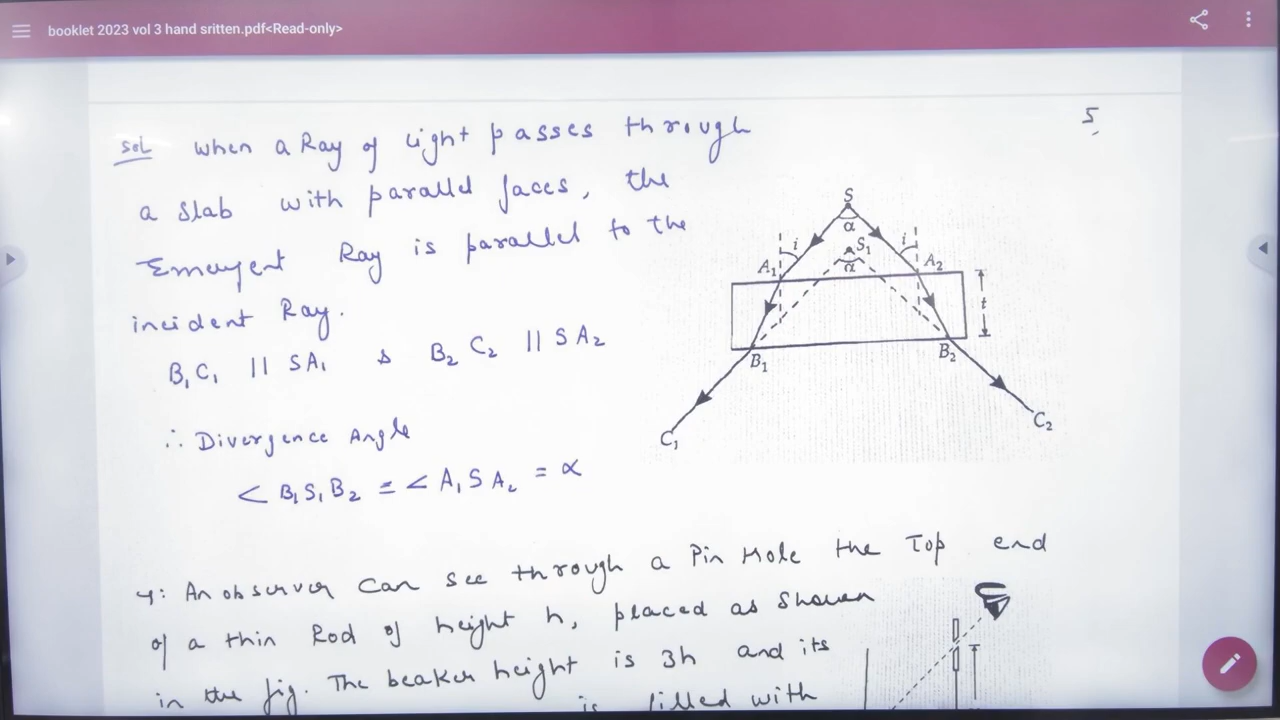 booklet 2023 vol 3 hand sritten.pdf<Read-only>
5
Sol When a Ray of light passes through
a slab with parallel faces, the
Emergent Ray is parallel to the
incident Ray.
B₁C₁ || SA₁ & B₂C₂ || SA₂
∴ Divergence Angle
< B₁S₁B₂ = < A₁SA₂ = α
S
α
i
S₁
i
A₁
α
A₂
t
B₁
B₂
C₁
C₂
4: An observer can see through a Pin Hole the Top end
of a thin Rod of height h, placed as shown
in the fig. The beaker height is 3h and its
is filled with